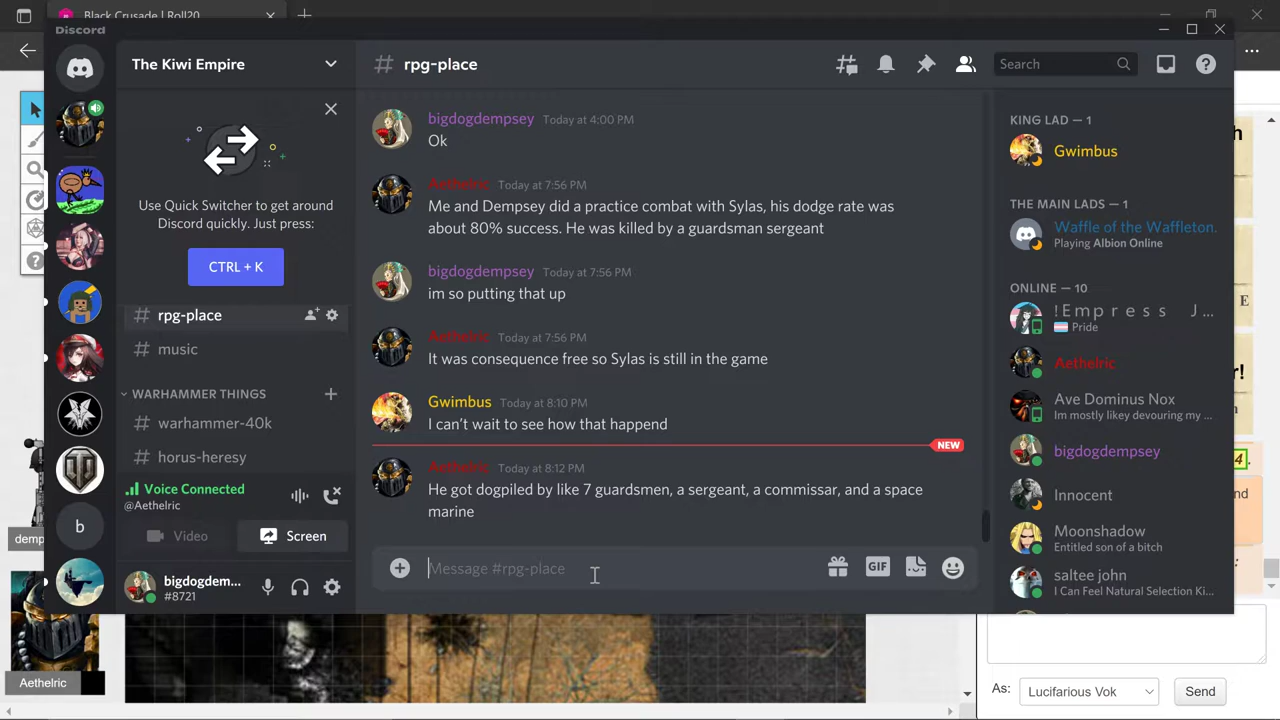 Black Crusade | Roll20
Discord
The Kiwi Empire
rpg-place
Search
Use Quick Switcher to get around
Discord quickly. Just press:
CTRL + K
rpg-place
music
WARHAMMER THINGS
warhammer-40k
horus-heresy
Voice Connected
@Aethelric
Video
Screen
bigdogdem...
#8721
bigdogdempsey Today at 4:00 PM
Ok
Aethelric Today at 7:56 PM
Me and Dempsey did a practice combat with Sylas, his dodge rate was
about 80% success. He was killed by a guardsman sergeant
bigdogdempsey Today at 7:56 PM
im so putting that up
Aethelric Today at 7:56 PM
It was consequence free so Sylas is still in the game
Gwimbus Today at 8:10 PM
I can't wait to see how that happend
NEW
Aethelric Today at 8:12 PM
He got dogpiled by like 7 guardsmen, a sergeant, a commissar, and a space
marine
Message #rpg-place
GIF
KING LAD — 1
Gwimbus
THE MAIN LADS — 1
Waffle of the Waffleton.
Playing Albion Online
ONLINE — 10
!Empress J...
Pride
Aethelric
Ave Dominus Nox
Im mostly likey devouring my ...
bigdogdempsey
Innocent
Moonshadow
Entitled son of a bitch
saltee john
I Can Feel Natural Selection Ki...
b
demp
Aethelric
h
E
r!
h
4.
nd
As:
Lucifarious Vok
Send